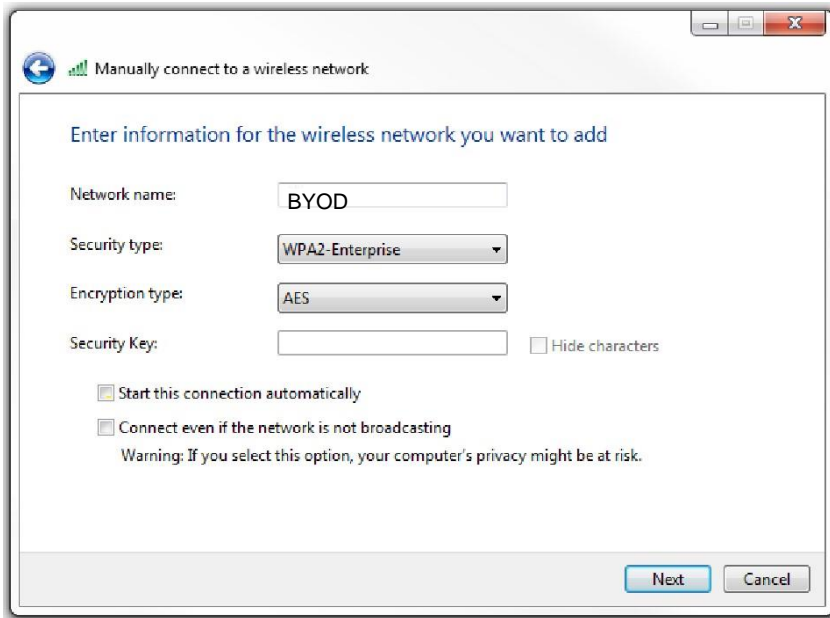 Manually connect to a wireless network
Enter information for the wireless network you want to add
Network name: BYOD
Security type: WPA2-Enterprise
Encryption type: AES
Security Key: Hide characters
Start this connection automatically
Connect even if the network is not broadcasting
Warning: If you select this option, your computer's privacy might be at risk.
Next Cancel